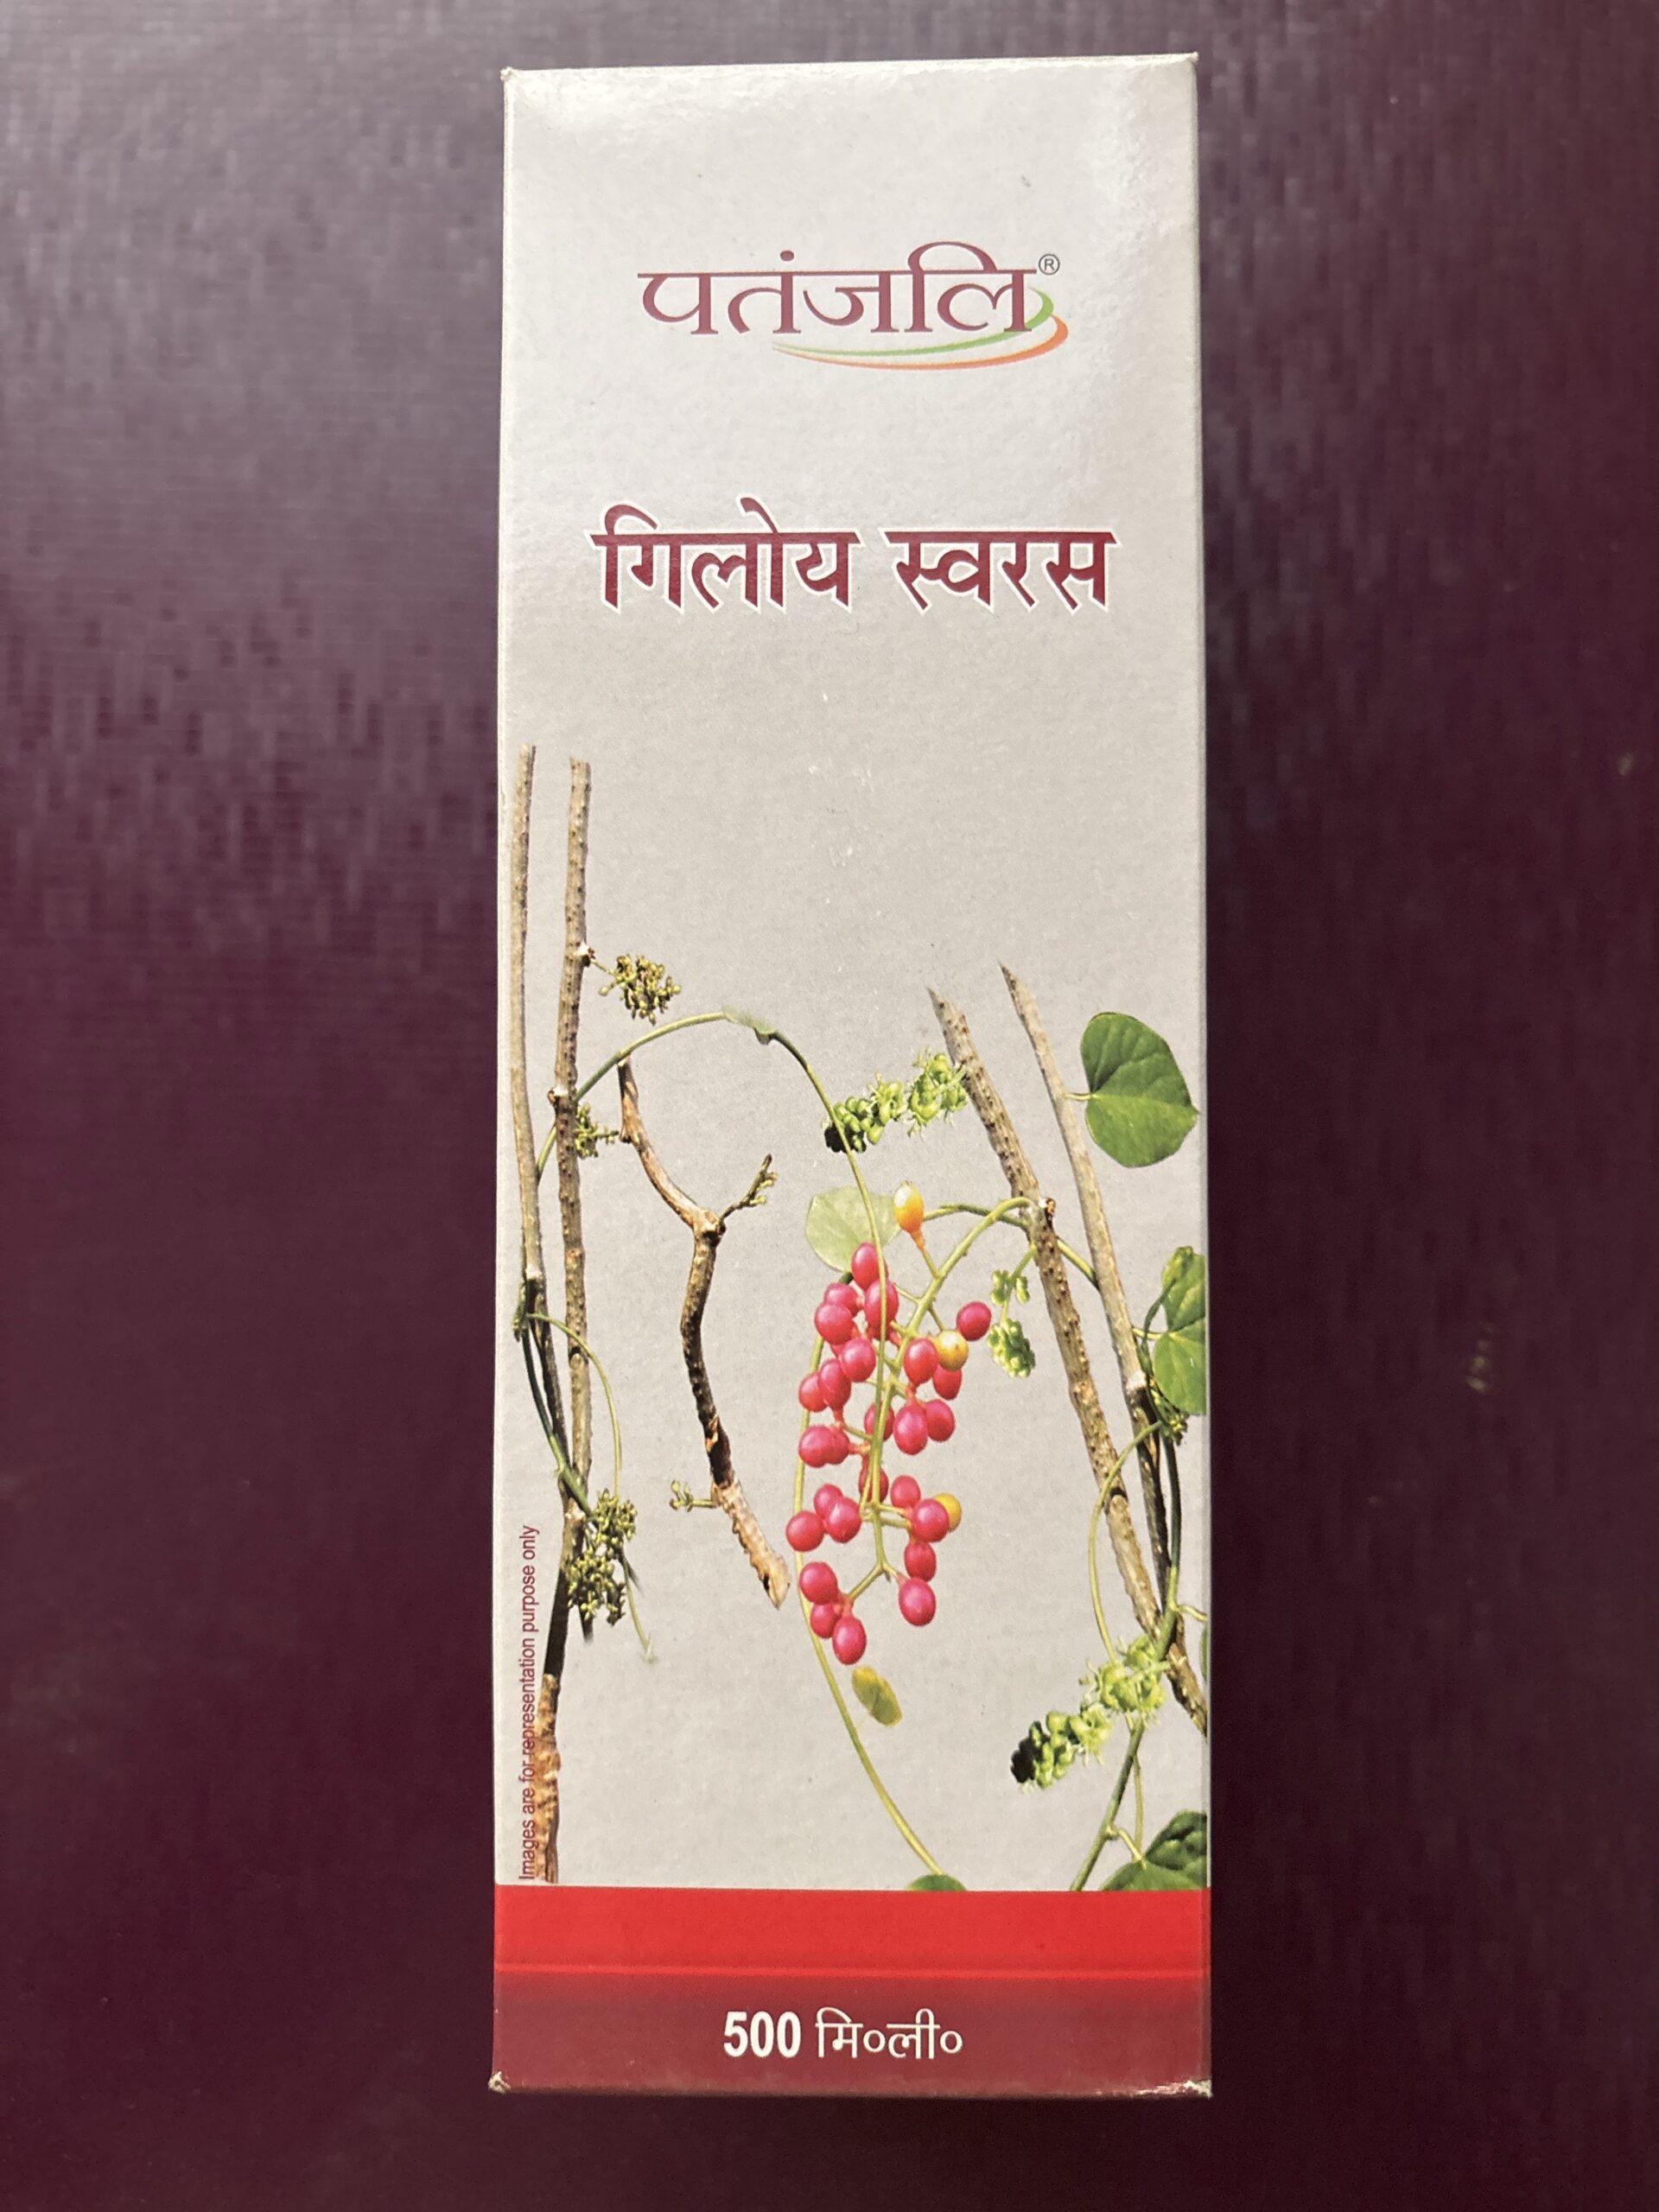 पतंजलि®
गिलोय स्वरस
Images are for representation purpose only
500 मि०ली०